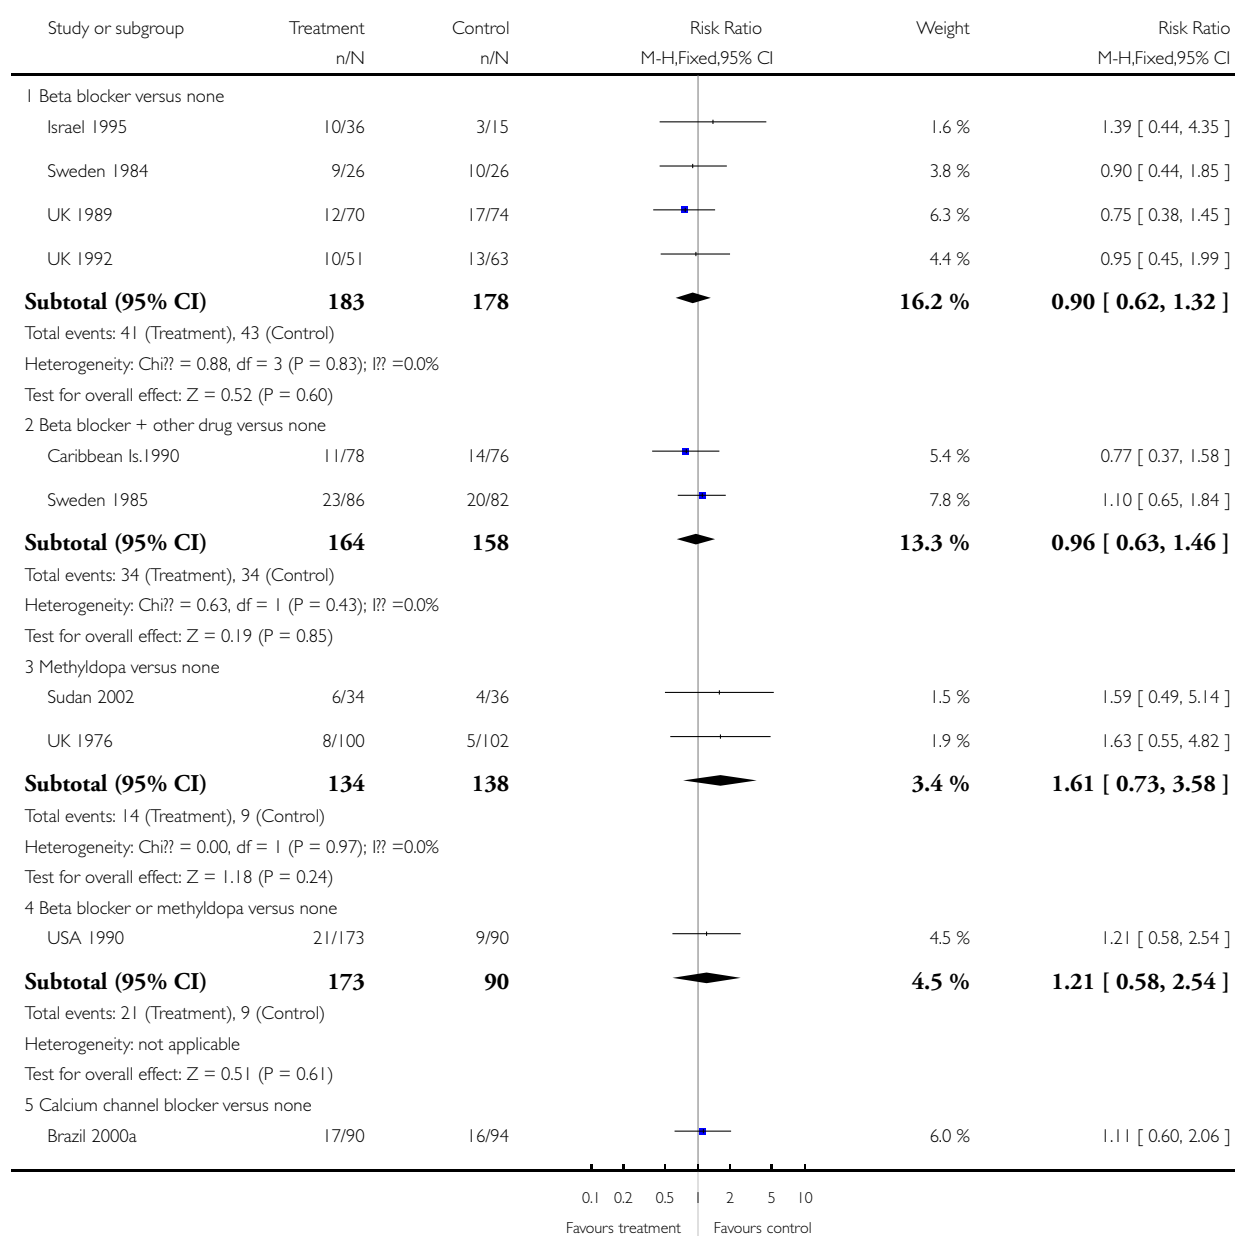 Study or subgroup Treatment Control Risk Ratio Weight Risk Ratio
n/N n/N M-H,Fixed,95% CI M-H,Fixed,95% CI
1 Beta blocker versus none
Israel 1995 10/36 3/15 1.6 % 1.39 [ 0.44, 4.35 ]
Sweden 1984 9/26 10/26 3.8 % 0.90 [ 0.44, 1.85 ]
UK 1989 12/70 17/74 6.3 % 0.75 [ 0.38, 1.45 ]
UK 1992 10/51 13/63 4.4 % 0.95 [ 0.45, 1.99 ]
Subtotal (95% CI) 183 178 16.2 % 0.90 [ 0.62, 1.32 ]
Total events: 41 (Treatment), 43 (Control)
Heterogeneity: Chi?? = 0.88, df = 3 (P = 0.83); I?? =0.0%
Test for overall effect: Z = 0.52 (P = 0.60)
2 Beta blocker + other drug versus none
Caribbean Is.1990 11/78 14/76 5.4 % 0.77 [ 0.37, 1.58 ]
Sweden 1985 23/86 20/82 7.8 % 1.10 [ 0.65, 1.84 ]
Subtotal (95% CI) 164 158 13.3 % 0.96 [ 0.63, 1.46 ]
Total events: 34 (Treatment), 34 (Control)
Heterogeneity: Chi?? = 0.63, df = 1 (P = 0.43); I?? =0.0%
Test for overall effect: Z = 0.19 (P = 0.85)
3 Methyldopa versus none
Sudan 2002 6/34 4/36 1.5 % 1.59 [ 0.49, 5.14 ]
UK 1976 8/100 5/102 1.9 % 1.63 [ 0.55, 4.82 ]
Subtotal (95% CI) 134 138 3.4 % 1.61 [ 0.73, 3.58 ]
Total events: 14 (Treatment), 9 (Control)
Heterogeneity: Chi?? = 0.00, df = 1 (P = 0.97); I?? =0.0%
Test for overall effect: Z = 1.18 (P = 0.24)
4 Beta blocker or methyldopa versus none
USA 1990 21/173 9/90 4.5 % 1.21 [ 0.58, 2.54 ]
Subtotal (95% CI) 173 90 4.5 % 1.21 [ 0.58, 2.54 ]
Total events: 21 (Treatment), 9 (Control)
Heterogeneity: not applicable
Test for overall effect: Z = 0.51 (P = 0.61)
5 Calcium channel blocker versus none
Brazil 2000a 17/90 16/94 6.0 % 1.11 [ 0.60, 2.06 ]
0.1 0.2 0.5 1 2 5 10
Favours treatment Favours control